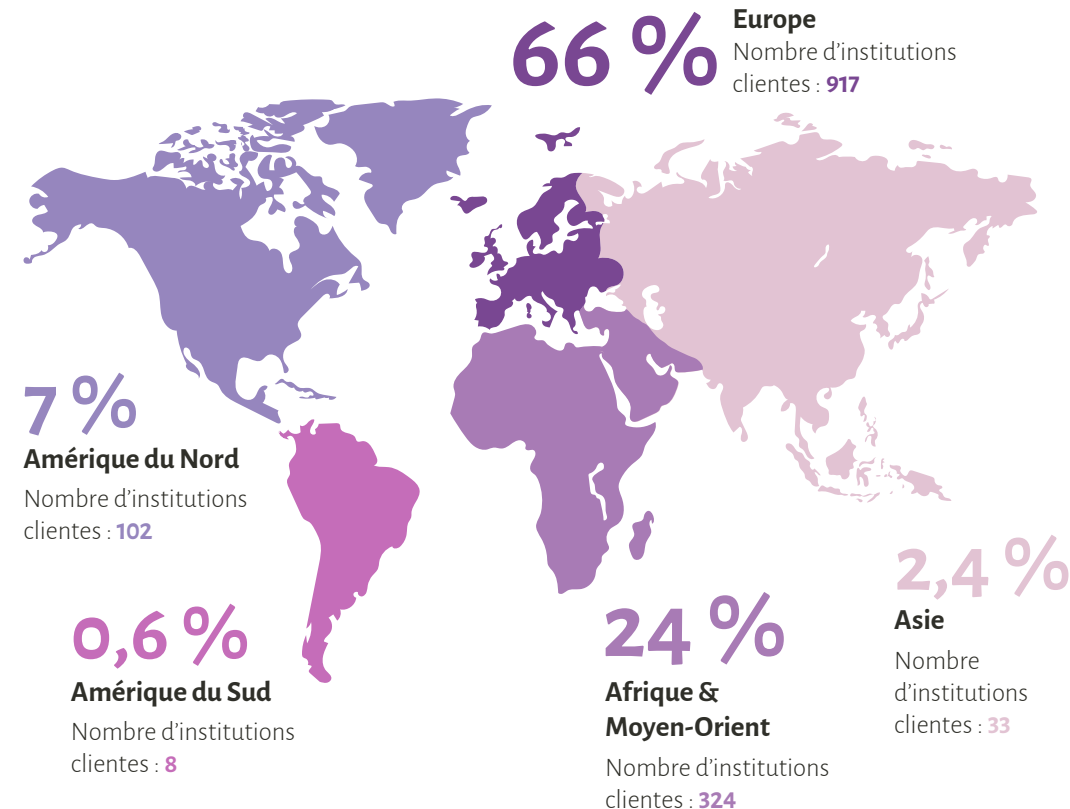 66 %
Europe
Nombre d’institutions
clientes : 917
7 %
Amérique du Nord
Nombre d’institutions
clientes : 102
0,6 %
Amérique du Sud
Nombre d’institutions
clientes : 8
24 %
Afrique &
Moyen-Orient
Nombre d’institutions
clientes : 324
2,4 %
Asie
Nombre
d’institutions
clientes : 33